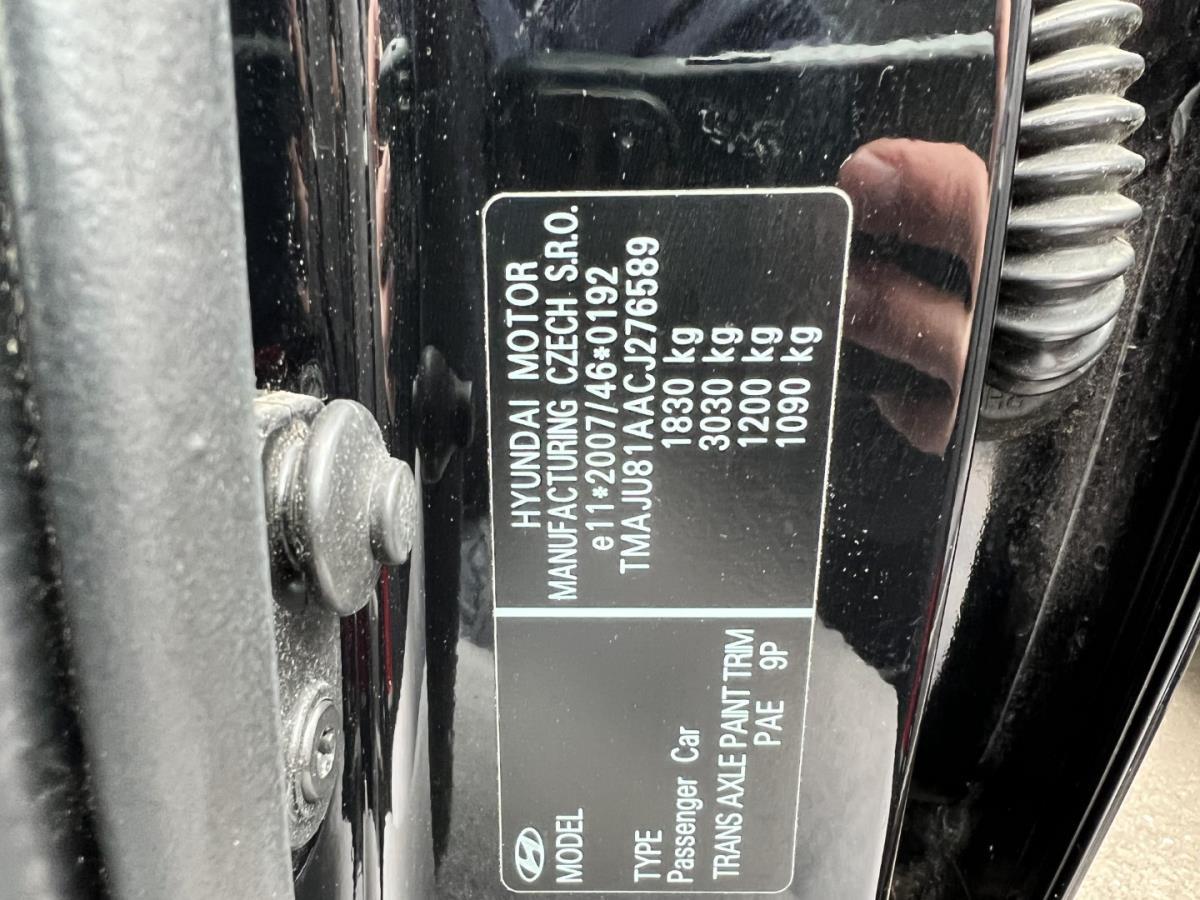 HYUNDAI MOTOR
MANUFACTURING CZECH S.R.O.
e11*2007/46*0192
TMAJU81AACJ276589
1830 kg
3030 kg
1200 kg
1090 kg
MODEL
TYPE
Passenger Car
TRANS AXLE PAINT TRIM
PAE 9P